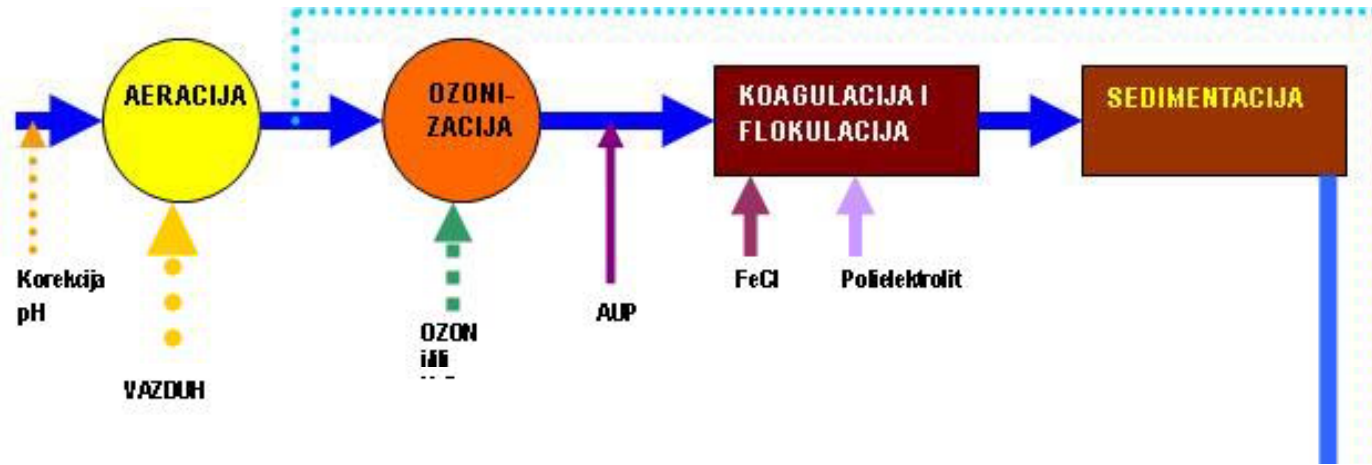 AERACIJA
OZONI-
ZACIJA
KOAGULACIJA I
FLOKULACIJA
SEDIMENTACIJA
Korekcija
pH
VAZDUH
OZON
i/ili
AUP
FeCl
Polielektrolit